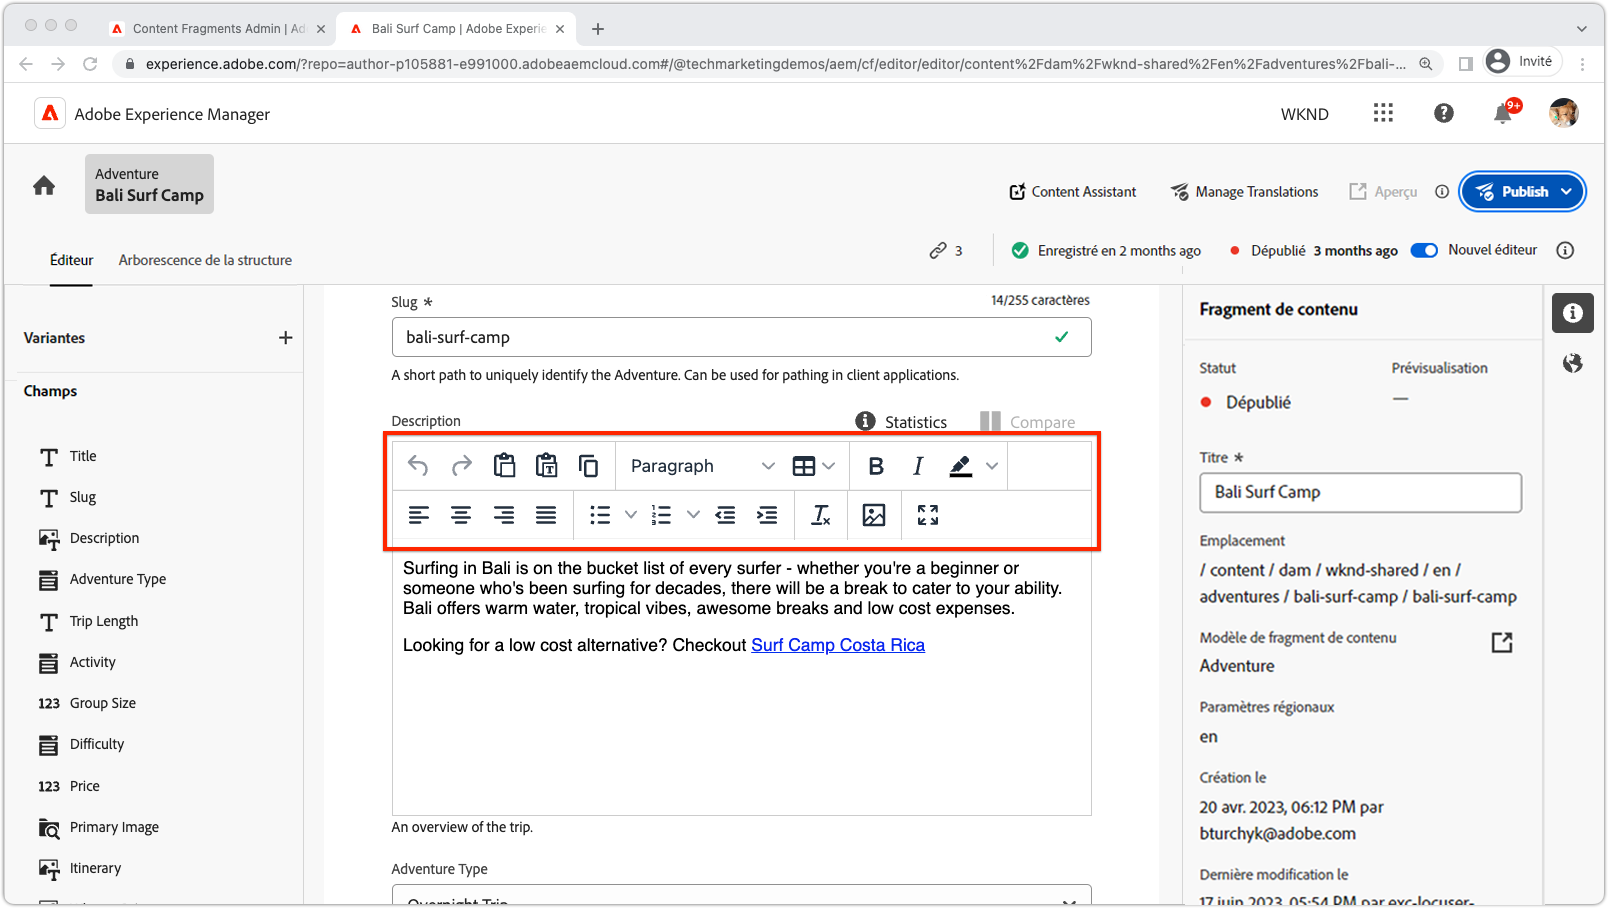 Content Fragments Admin | Ad
Bali Surf Camp | Adobe Experie
experience.adobe.com/?repo=author-p105881-e991000.adobeaemcloud.com#/@techmarketingdemos/aem/cf/editor/editor/content%2Fdam%2Fwknd-shared%2Fen%2Fadventures%2Fbali-...
Invité
Adobe Experience Manager
WKND
9+
Adventure
Bali Surf Camp
Content Assistant
Manage Translations
Aperçu
Publish
3
Enregistré en 2 months ago
Dépublié 3 months ago
Nouvel éditeur
Éditeur
Arborescence de la structure
Variantes
Champs
Title
Slug
Description
Adventure Type
Trip Length
Activity
123 Group Size
Difficulty
123 Price
Primary Image
Itinerary
Slug *
14/255 caractères
bali-surf-camp
A short path to uniquely identify the Adventure. Can be used for pathing in client applications.
Description
Statistics
Compare
Paragraph
B I
Surfing in Bali is on the bucket list of every surfer - whether you're a beginner or
someone who's been surfing for decades, there will be a break to cater to your ability.
Bali offers warm water, tropical vibes, awesome breaks and low cost expenses.
Looking for a low cost alternative? Checkout Surf Camp Costa Rica
An overview of the trip.
Adventure Type
Overnight Trip
Fragment de contenu
Statut
Prévisualisation
Dépublié
—
Titre *
Bali Surf Camp
Emplacement
/ content / dam / wknd-shared / en /
adventures / bali-surf-camp / bali-surf-camp
Modèle de fragment de contenu
Adventure
Paramètres régionaux
en
Création le
20 avr. 2023, 06:12 PM par
bturchyk@adobe.com
Dernière modification le
17 juin 2023, 05:54 PM par exc-locuser-